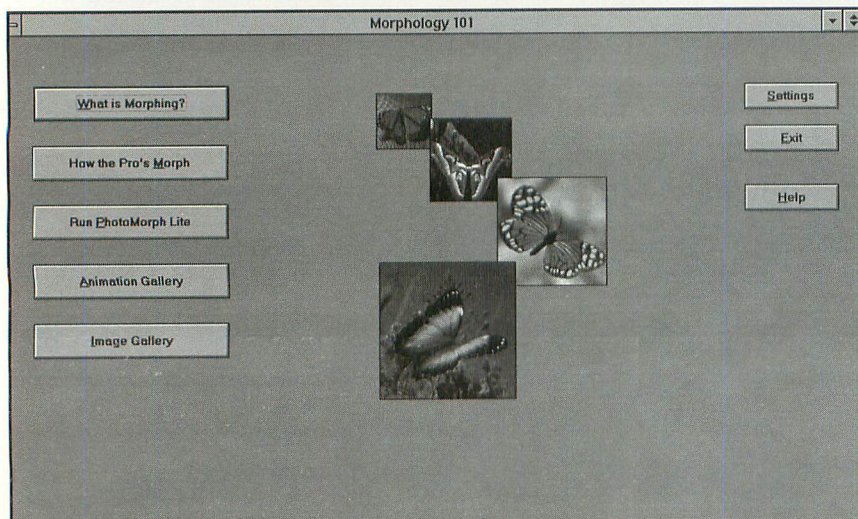 Morphology 101
What is Morphing?
How the Pro's Morph
Run PhotoMorph Lite
Animation Gallery
Image Gallery
Settings
Exit
Help